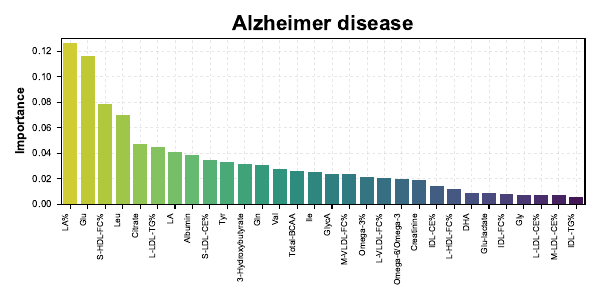 Alzheimer disease
Importance
0.12
0.10
0.08
0.06
0.04
0.02
0.00
LA%
Glu
S-HDL-FC%
Leu
Citrate
L-LDL-TG%
LA
Albumin
S-LDL-CE%
Tyr
3-Hydroxybutyrate
Gln
Val
Total-BCAA
Ile
GlycA
M-VLDL-FC%
Omega-3%
L-VLDL-FC%
Omega-6/Omega-3
Creatinine
IDL-CE%
L-HDL-FC%
DHA
Glu-lactate
IDL-FC%
Gly
L-LDL-CE%
M-LDL-CE%
IDL-TG%